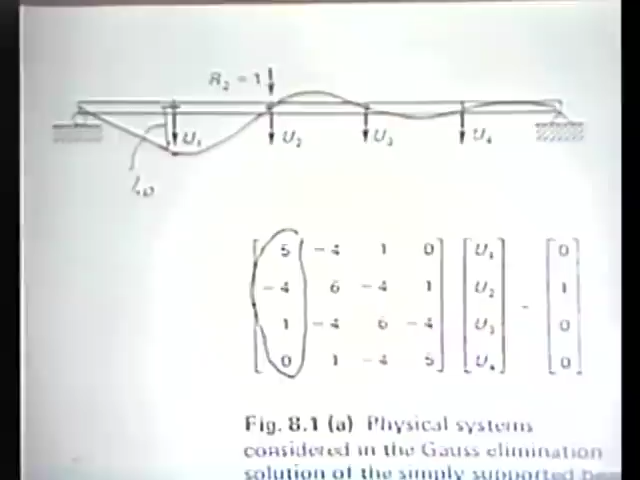 R₂ = 1
U₁ U₂ U₃ U₄
1.0
5 -4 1 0 U₁ 0
-4 6 -4 1 U₂ = 1
1 -4 6 -4 U₃ 0
0 1 -4 5 U₄ 0
Fig. 8.1 (a) Physical systems
considered in the Gauss elimination
solution of the simply supported